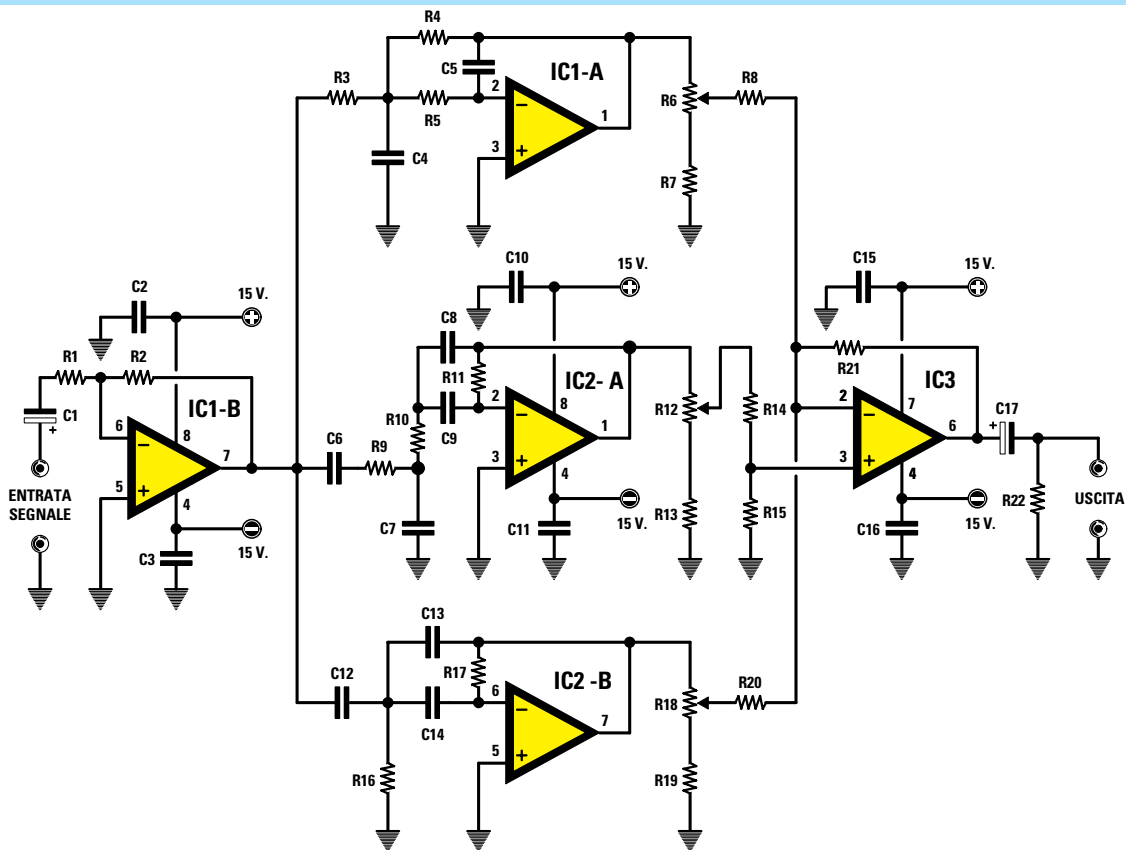 R4
C5
IC1-A
R3
2
R5
1
3
C4
R6
R8
R7
C10
15 V.
C15
15 V.
C2
15 V.
C8
R1
R2
R11
IC2- A
R21
IC3
C1
+
6
IC1-B
8
7
5
4
C6
R9
R10
C9
2
8
1
3
4
R12
R14
2
7
6
3
4
C17
+
ENTRATA
SEGNALE
C3
15 V.
C7
C11
15 V.
R13
R15
C16
15 V.
R22
USCITA
C13
C12
R17
IC2 -B
6
C14
7
5
R18
R20
R16
R19